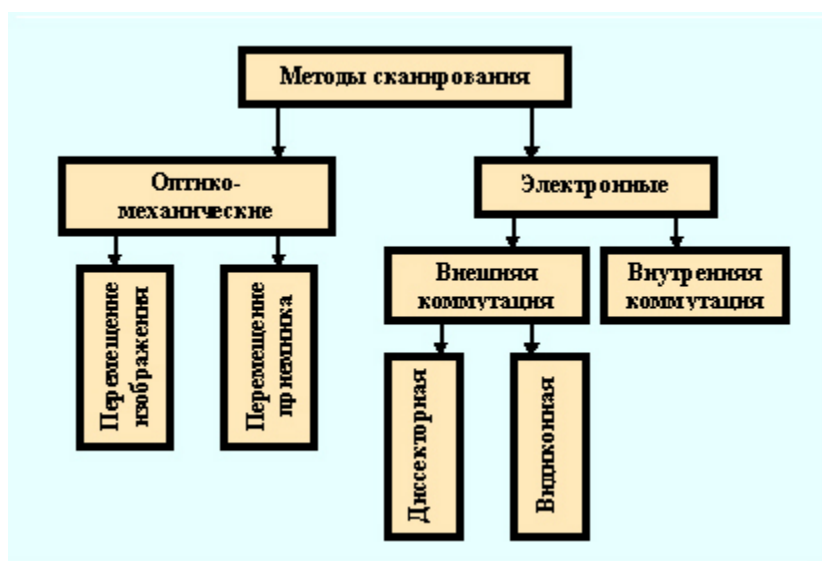 Методы сканирования
Оптико-
механические
Электронные
Внешняя
коммутация
Внутренняя
коммутация
Перемещение
изображения
Перемещение
приемника
Диссекторная
Видиконная